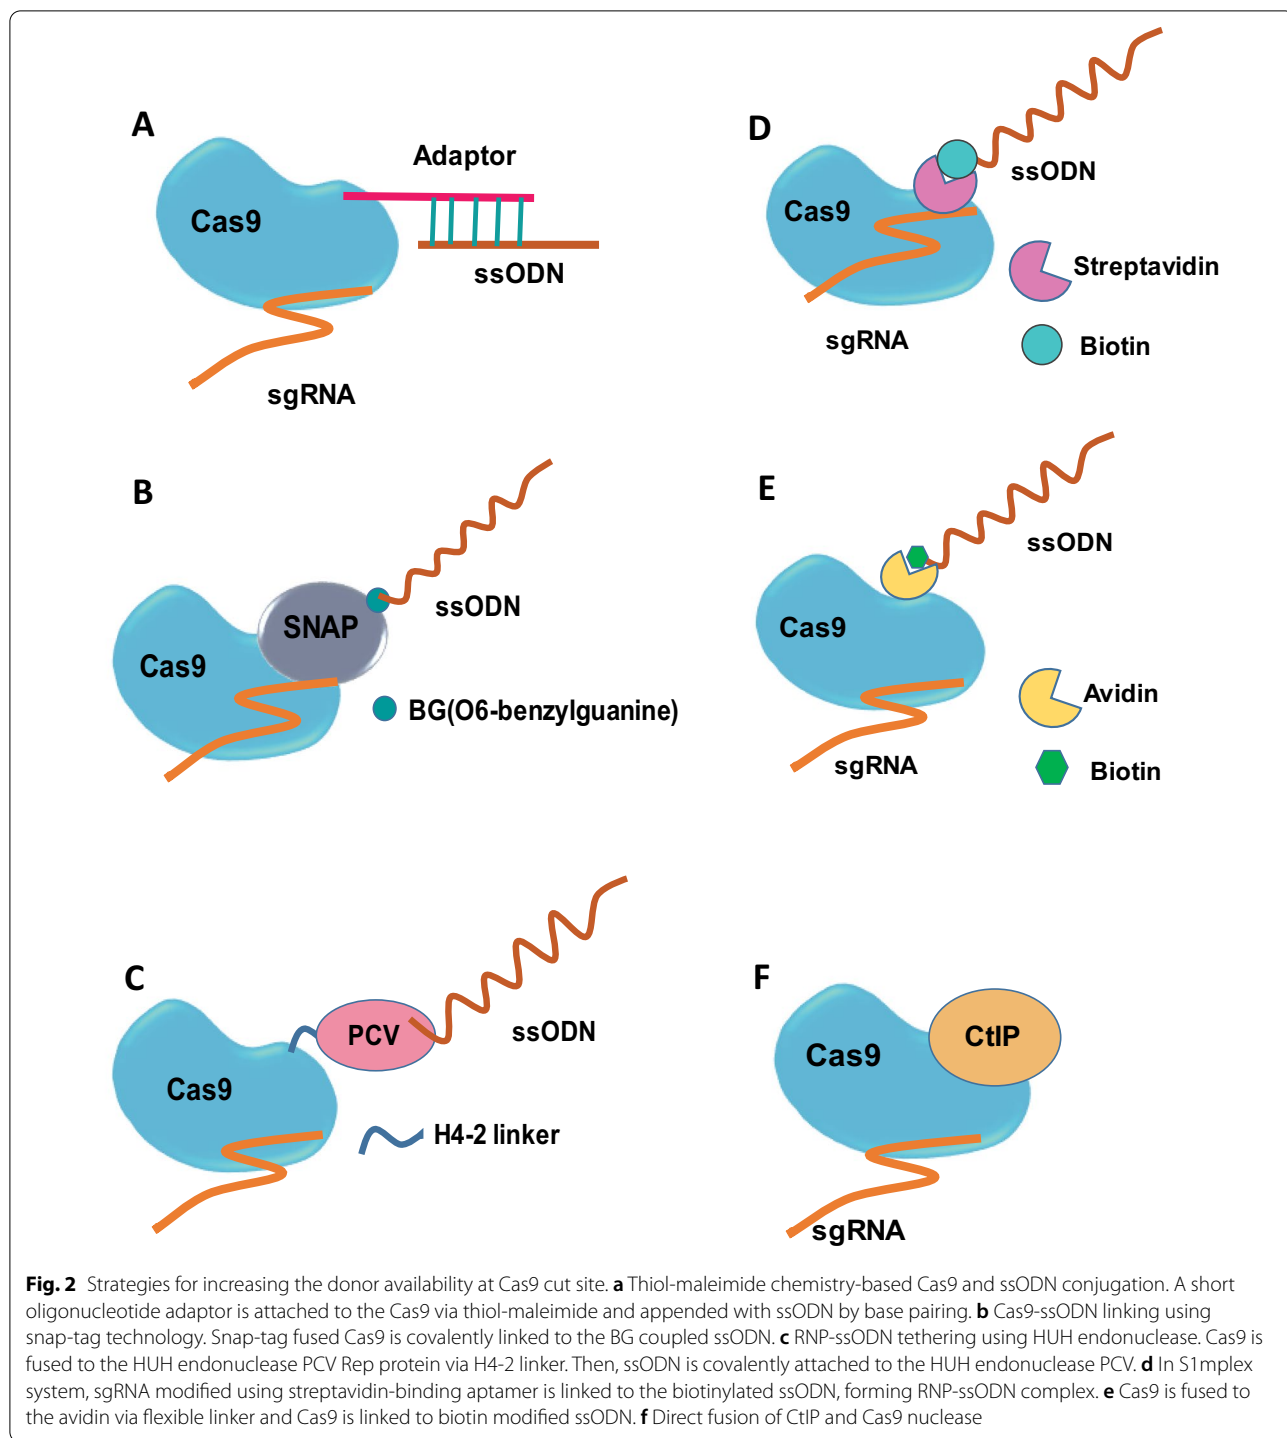 A
Adaptor
Cas9
ssODN
sgRNA
D
ssODN
Cas9
Streptavidin
sgRNA
Biotin
B
ssODN
SNAP
Cas9
BG(O6-benzylguanine)
E
ssODN
Cas9
Avidin
sgRNA
Biotin
C
PCV
ssODN
Cas9
H4-2 linker
F
CtIP
Cas9
sgRNA
Fig. 2 Strategies for increasing the donor availability at Cas9 cut site. a Thiol-maleimide chemistry-based Cas9 and ssODN conjugation. A short
oligonucleotide adaptor is attached to the Cas9 via thiol-maleimide and appended with ssODN by base pairing. b Cas9-ssODN linking using
snap-tag technology. Snap-tag fused Cas9 is covalently linked to the BG coupled ssODN. c RNP-ssODN tethering using HUH endonuclease. Cas9 is
fused to the HUH endonuclease PCV Rep protein via H4-2 linker. Then, ssODN is covalently attached to the HUH endonuclease PCV. d In S1mplex
system, sgRNA modified using streptavidin-binding aptamer is linked to the biotinylated ssODN, forming RNP-ssODN complex. e Cas9 is fused to
the avidin via flexible linker and Cas9 is linked to biotin modified ssODN. f Direct fusion of CtIP and Cas9 nuclease